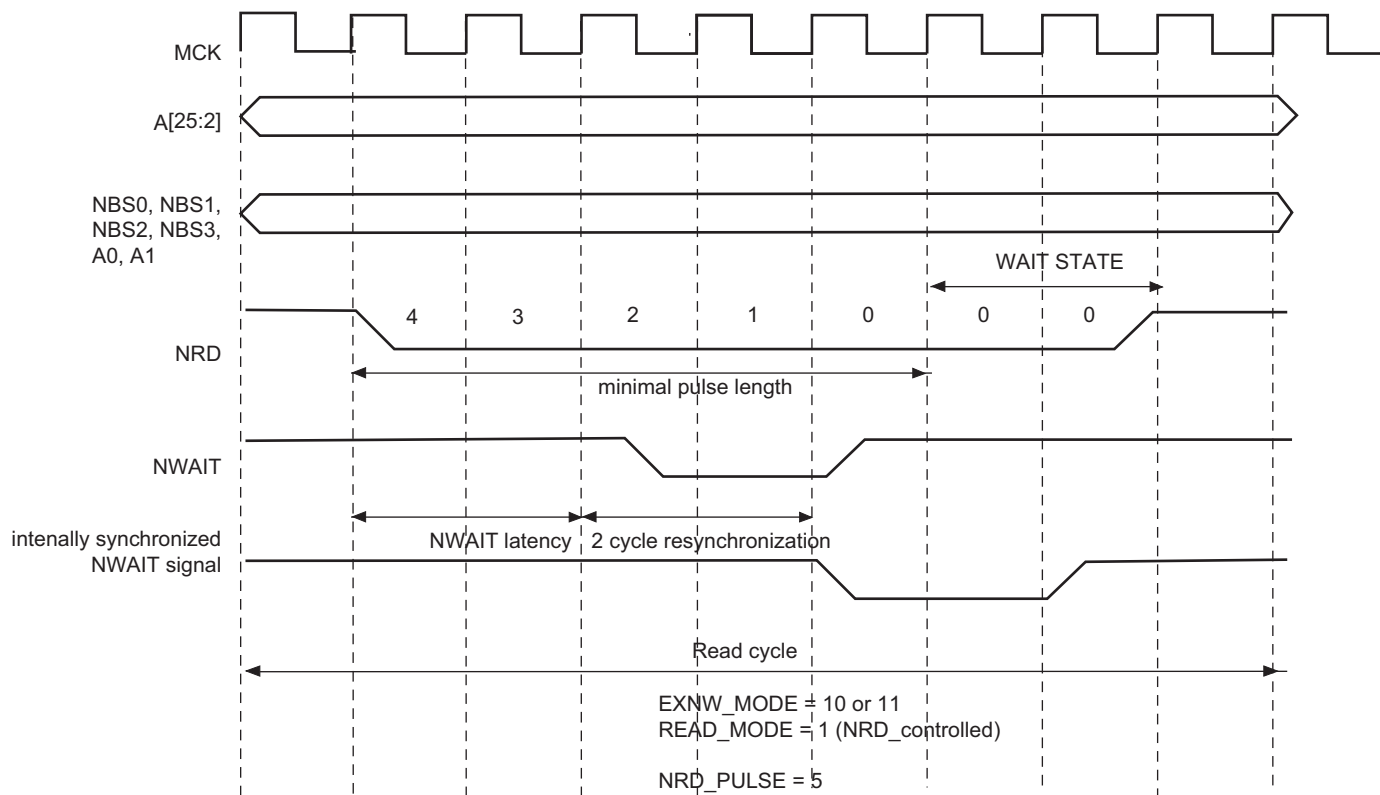 MCK
A[25:2]
NBS0, NBS1,
NBS2, NBS3,
A0, A1
WAIT STATE
4 3 2 1 0 0 0
NRD
minimal pulse length
NWAIT
intenally synchronized
NWAIT signal
NWAIT latency 2 cycle resynchronization
Read cycle
EXNW_MODE = 10 or 11
READ_MODE = 1 (NRD_controlled)
NRD_PULSE = 5